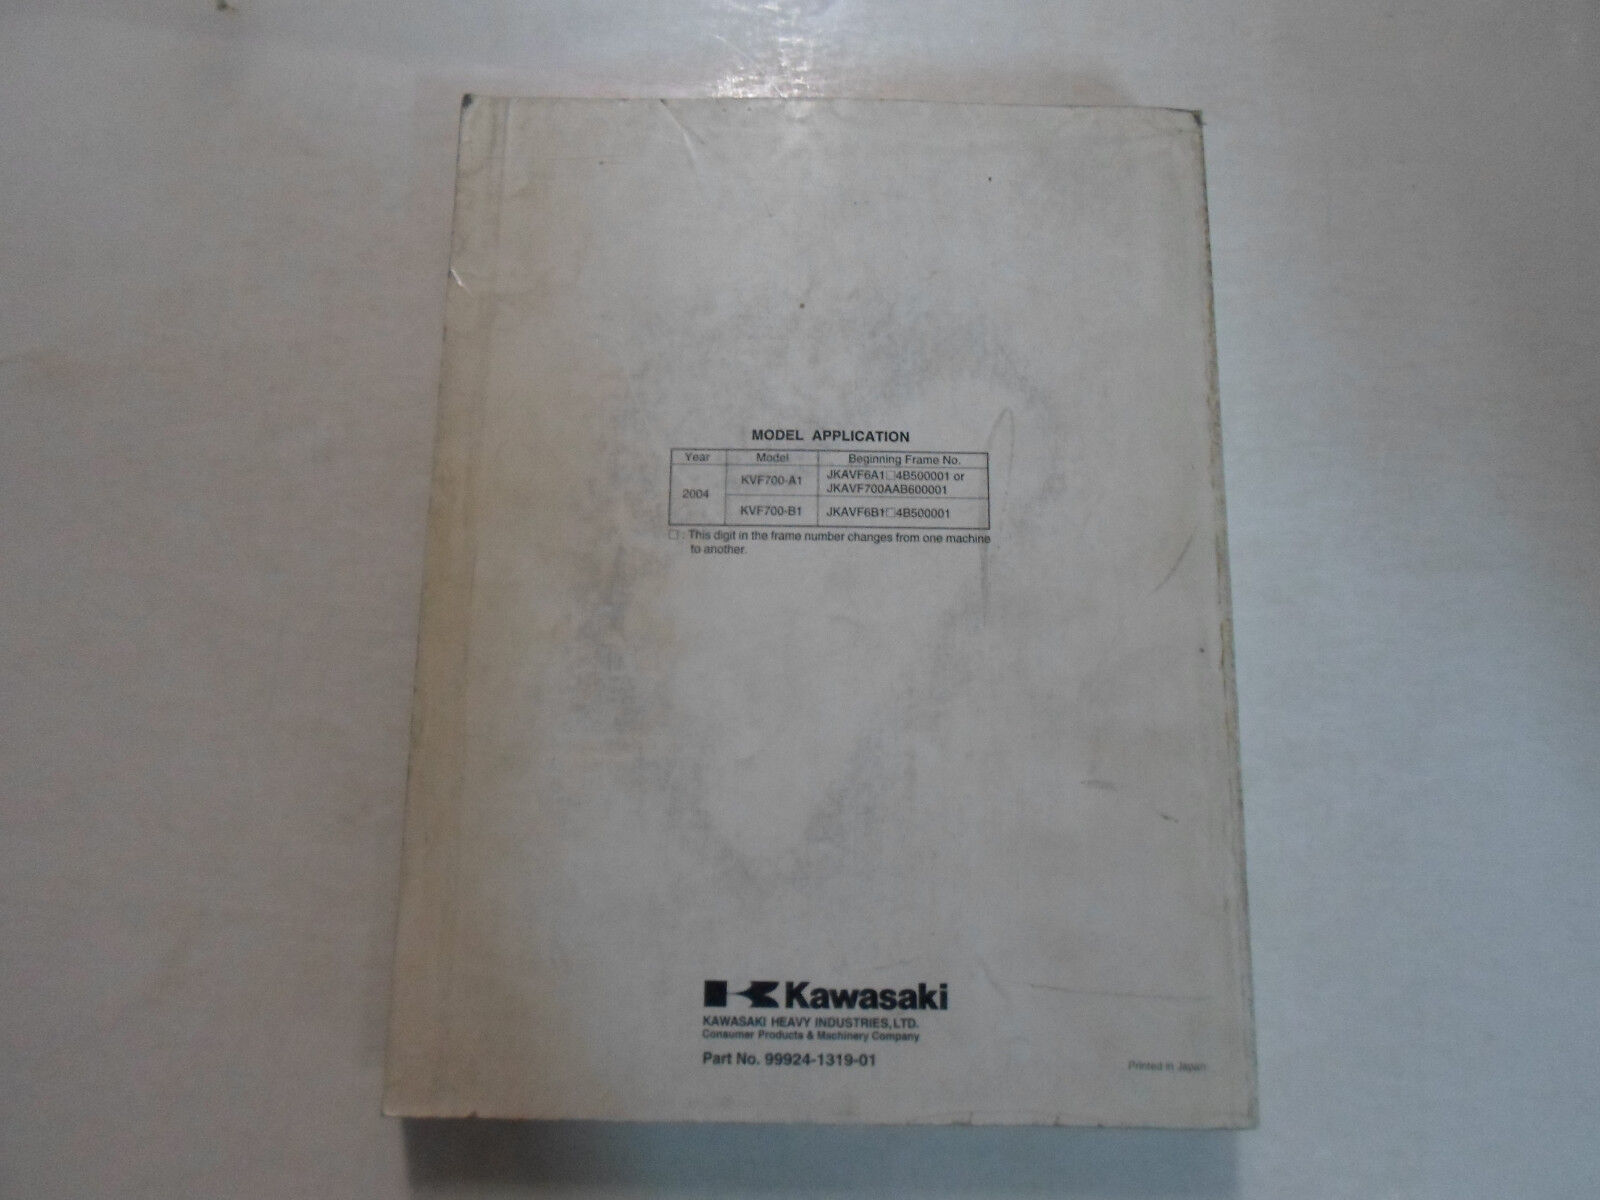 MODEL APPLICATION
Year Model Beginning Frame No.
2004 KVF700-A1 JKAVF6A1□4B500001 or
JKAVF700AAB600001
KVF700-B1 JKAVF6B1□4B500001
□ : This digit in the frame number changes from one machine
to another.
Kawasaki
KAWASAKI HEAVY INDUSTRIES, LTD.
Consumer Products & Machinery Company
Part No. 99924-1319-01
Printed in Japan